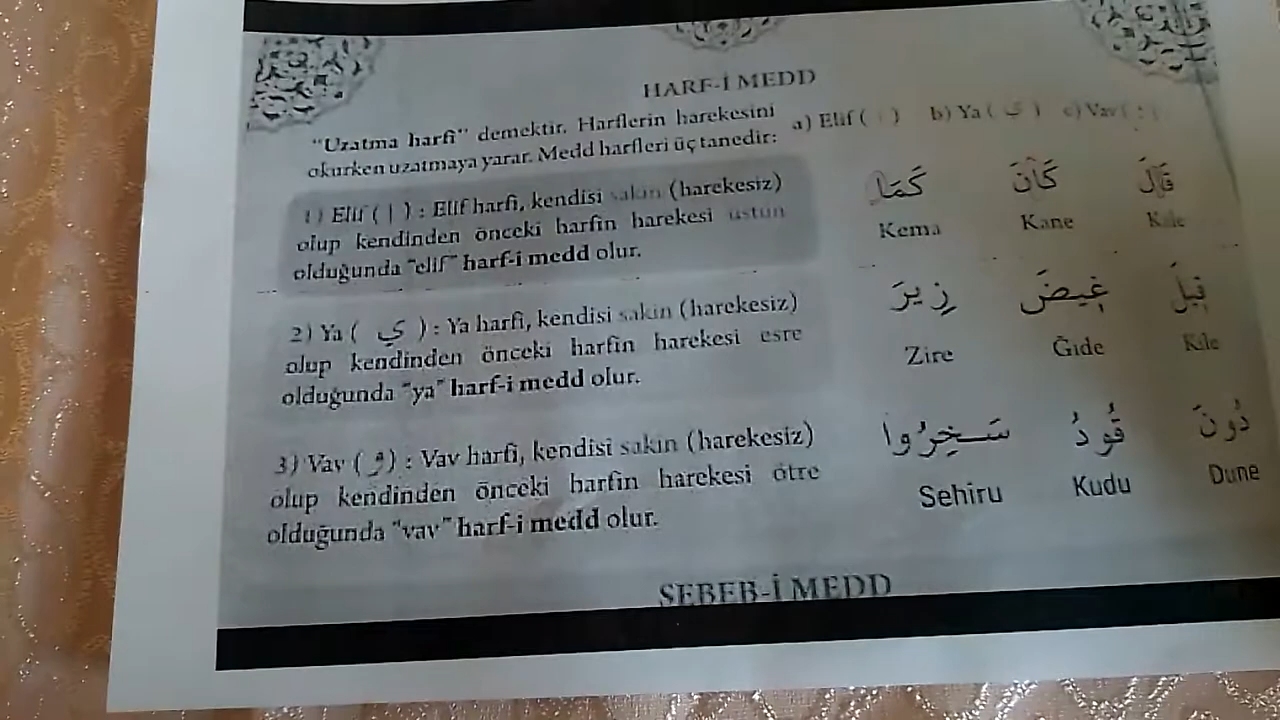 HARF-İ MEDD
"Uzatma harfi" demektir. Harflerin harekesini
okurken uzatmaya yarar. Medd harfleri üç tanedir:
a) Elif ( ا ) b) Ya ( ي ) c) Vav ( و )
1) Elif ( ا ) : Elif harfi, kendisi sakin (harekesiz)
olup kendinden önceki harfin harekesi üstün
olduğunda "elif" harf-i medd olur.
كَمَا كَانَ قَالَ
Kema Kane Kale
2) Ya ( ي ) : Ya harfi, kendisi sakin (harekesiz)
olup kendinden önceki harfin harekesi esre
olduğunda "ya" harf-i medd olur.
زِيرَ غِيضَ قِيلَ
Zire Ğıde Kıle
3) Vav ( و ) : Vav harfi, kendisi sakin (harekesiz)
olup kendinden önceki harfin harekesi ötre
olduğunda "vav" harf-i medd olur.
سَخِرُوا قُودُ دُونَ
Sehiru Kudu Dune
SEBEB-İ MEDD